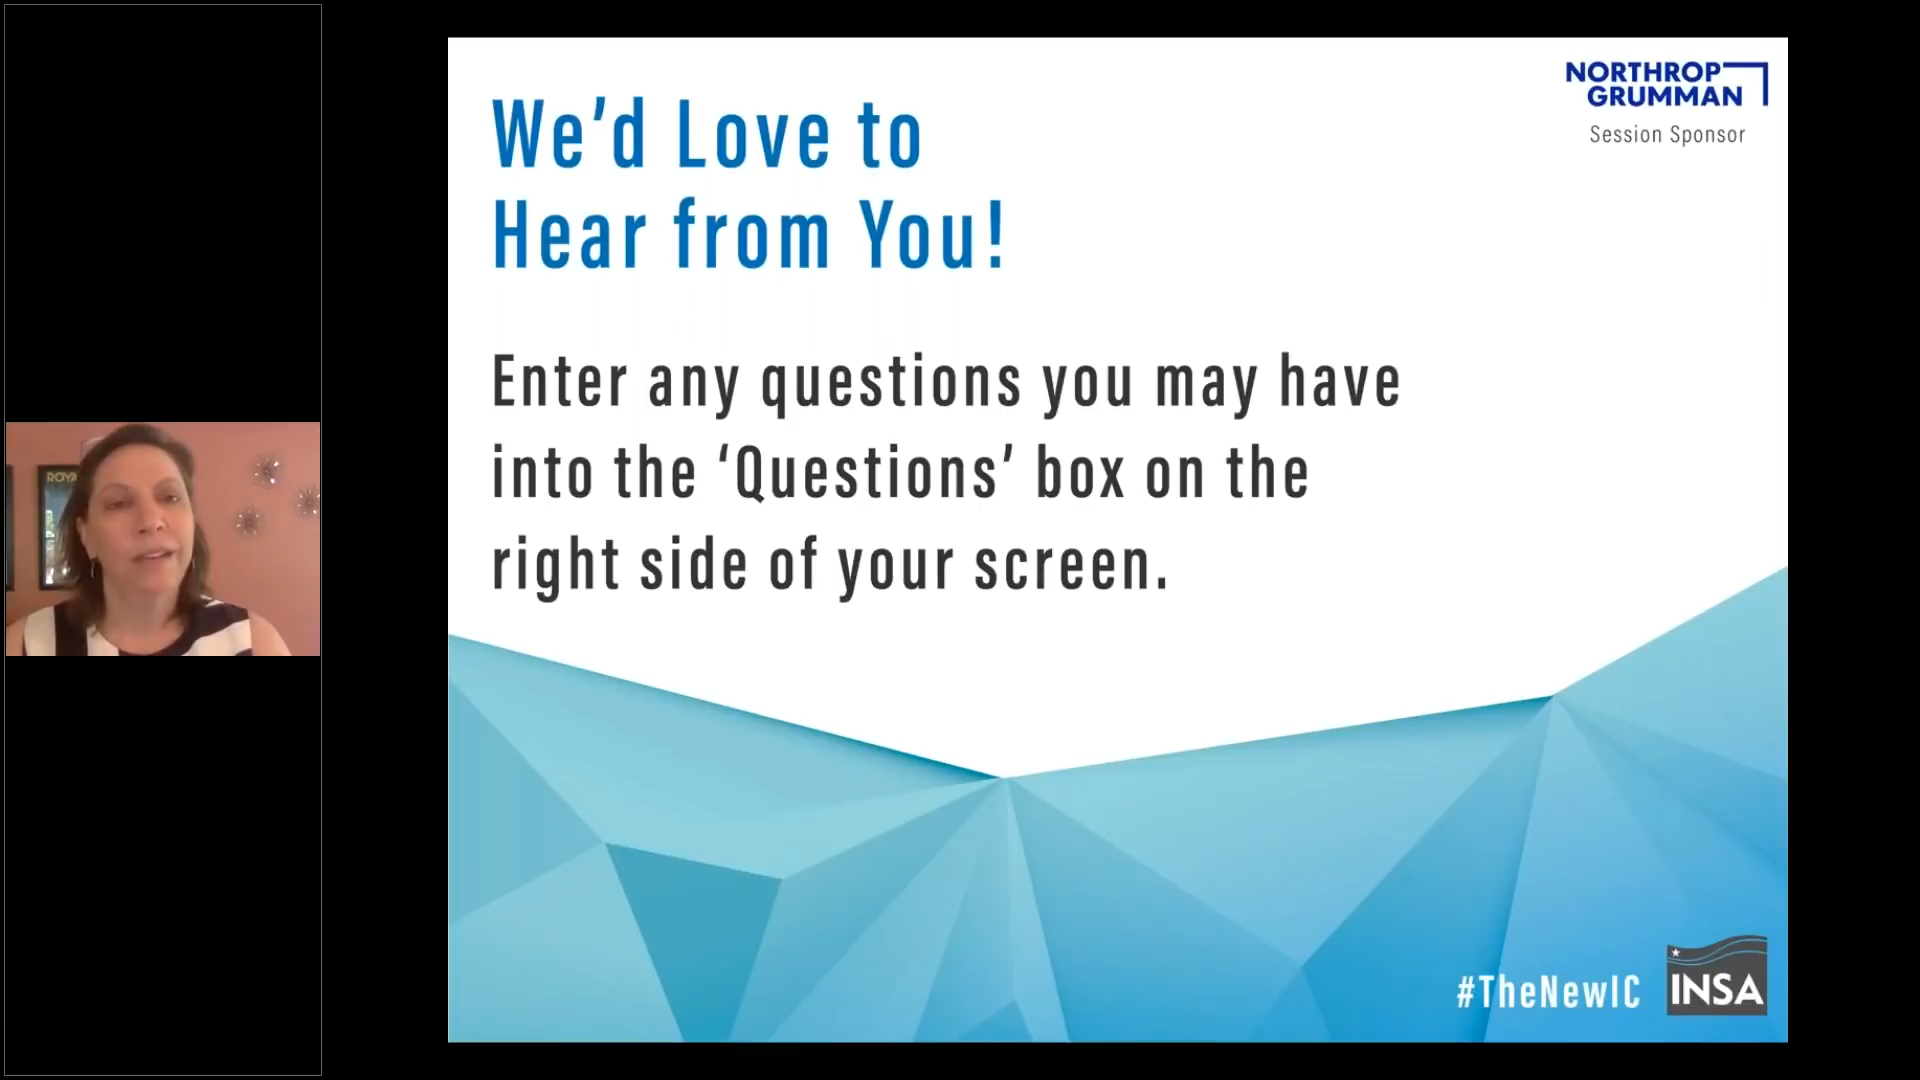 NORTHROP
GRUMMAN
Session Sponsor
We’d Love to
Hear from You!
Enter any questions you may have
into the ‘Questions’ box on the
right side of your screen.
ROYA
#TheNewIC
INSA